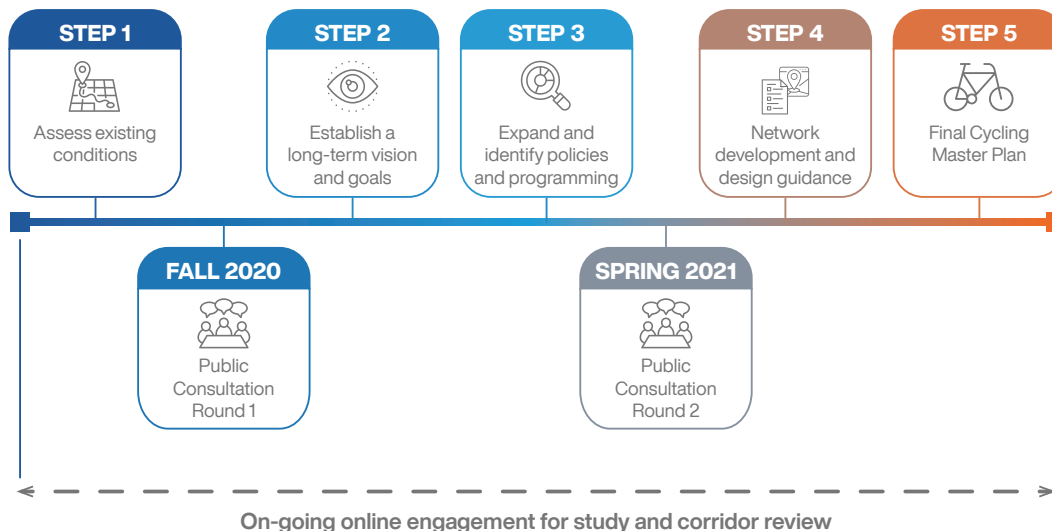 STEP 1
Assess existing
conditions
STEP 2
Establish a
long-term vision
and goals
STEP 3
Expand and
identify policies
and programming
STEP 4
Network
development and
design guidance
STEP 5
Final Cycling
Master Plan
FALL 2020
Public
Consultation
Round 1
SPRING 2021
Public
Consultation
Round 2
On-going online engagement for study and corridor review